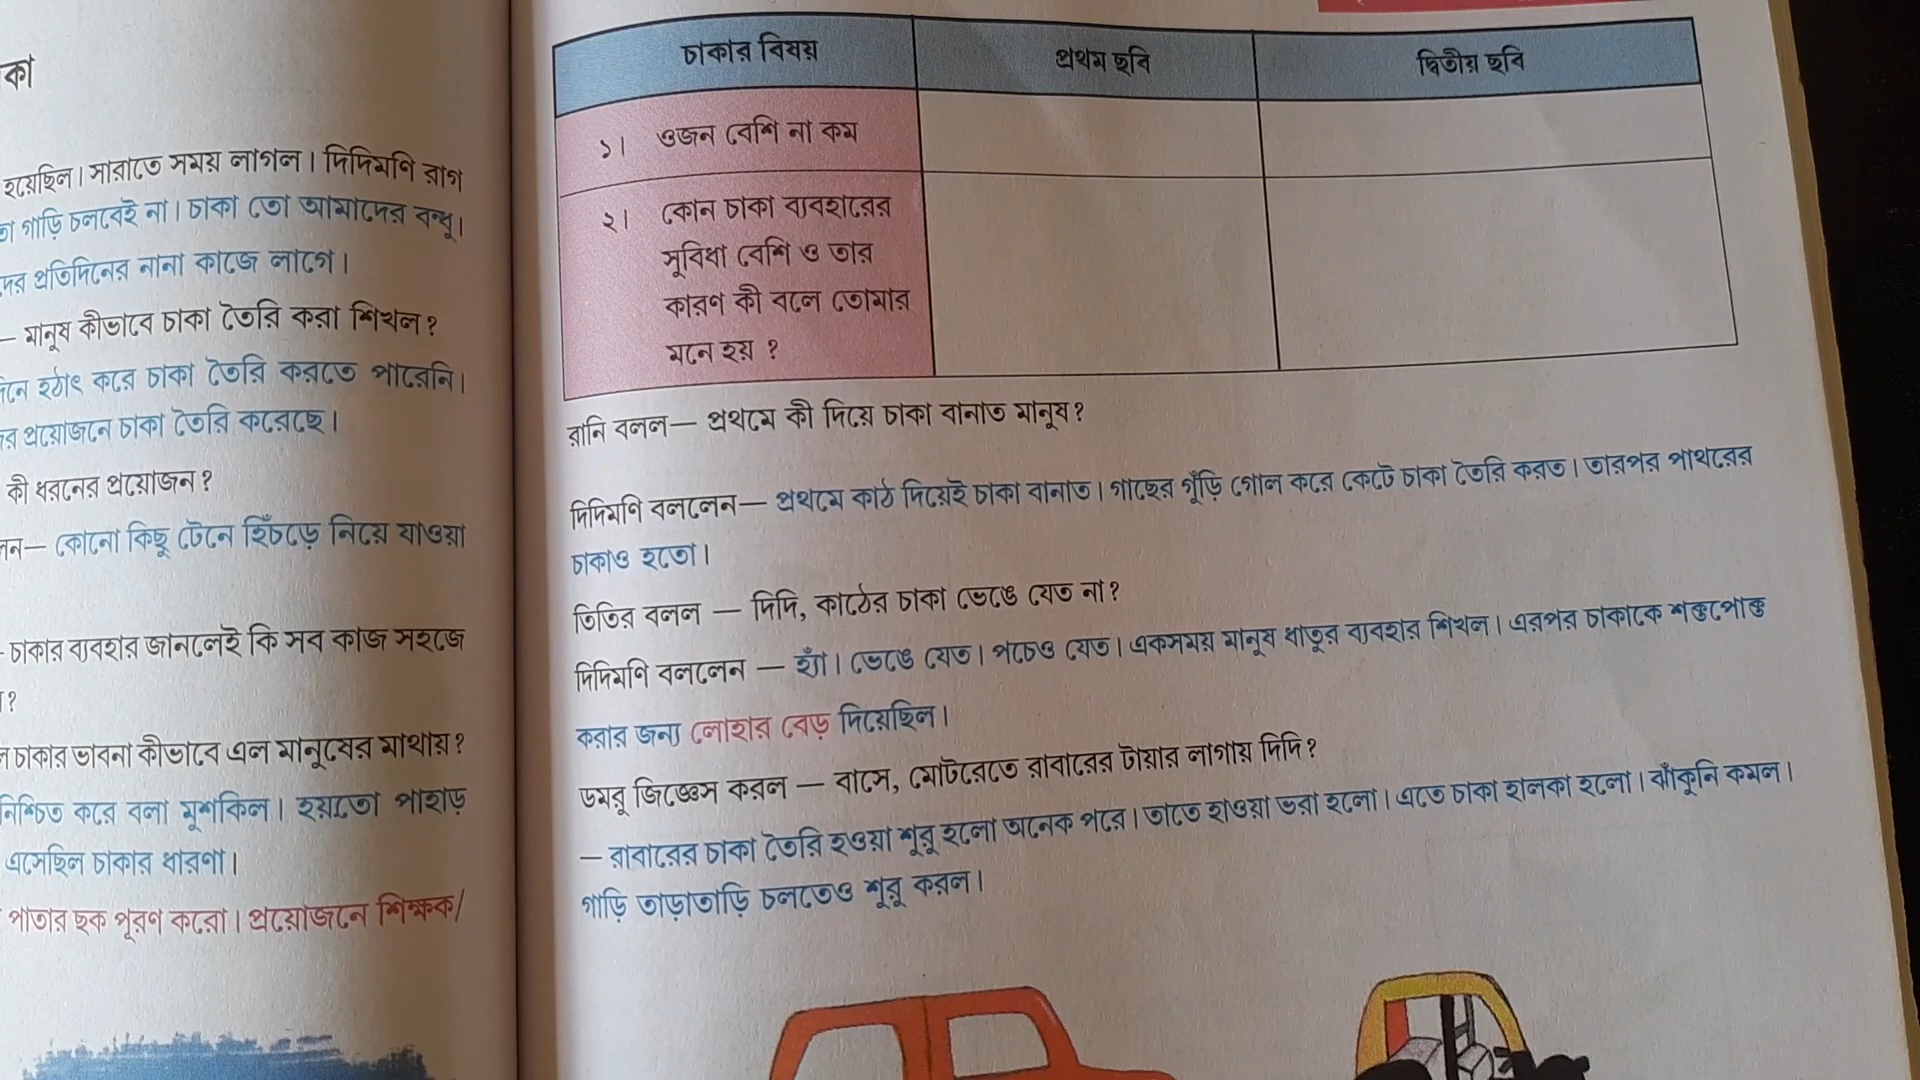 কা
হয়েছিল। সারাতে সময় লাগল। দিদিমণি রাগ
গাড়ি চলবেই না। চাকা তো আমাদের বন্ধু।
প্রতিদিনের নানা কাজে লাগে।
— মানুষ কীভাবে চাকা তৈরি করা শিখল?
হঠাৎ করে চাকা তৈরি করতে পারেনি।
প্রয়োজনে চাকা তৈরি করেছে।
কী ধরনের প্রয়োজন?
— কোনো কিছু টেনে হিঁচড়ে নিয়ে যাওয়া
- চাকার ব্যবহার জানলেই কি সব কাজ সহজে
?
চাকার ভাবনা কীভাবে এল মানুষের মাথায়?
নিশ্চিত করে বলা মুশকিল। হয়তো পাহাড়
এসেছিল চাকার ধারণা।
পাতার ছক পূরণ করো। প্রয়োজনে শিক্ষক/
চাকার বিষয় প্রথম ছবি দ্বিতীয় ছবি
১। ওজন বেশি না কম
২। কোন চাকা ব্যবহারের
সুবিধা বেশি ও তার
কারণ কী বলে তোমার
মনে হয় ?
রানি বলল— প্রথমে কী দিয়ে চাকা বানাত মানুষ?
দিদিমণি বললেন— প্রথমে কাঠ দিয়েই চাকা বানাত। গাছের গুঁড়ি গোল করে কেটে চাকা তৈরি করত। তারপর পাথরের
চাকাও হতো।
তিতির বলল — দিদি, কাঠের চাকা ভেঙে যেত না?
দিদিমণি বললেন — হ্যাঁ। ভেঙে যেত। পচেও যেত। একসময় মানুষ ধাতুর ব্যবহার শিখল। এরপর চাকাকে শক্তপোক্ত
করার জন্য লোহার বেড় দিয়েছিল।
ডমরু জিজ্ঞেস করল — বাসে, মোটরেতে রাবারের টায়ার লাগায় দিদি?
— রাবারের চাকা তৈরি হওয়া শুরু হলো অনেক পরে। তাতে হাওয়া ভরা হলো। এতে চাকা হালকা হলো। ঝাঁকুনি কমল।
গাড়ি তাড়াতাড়ি চলতেও শুরু করল।